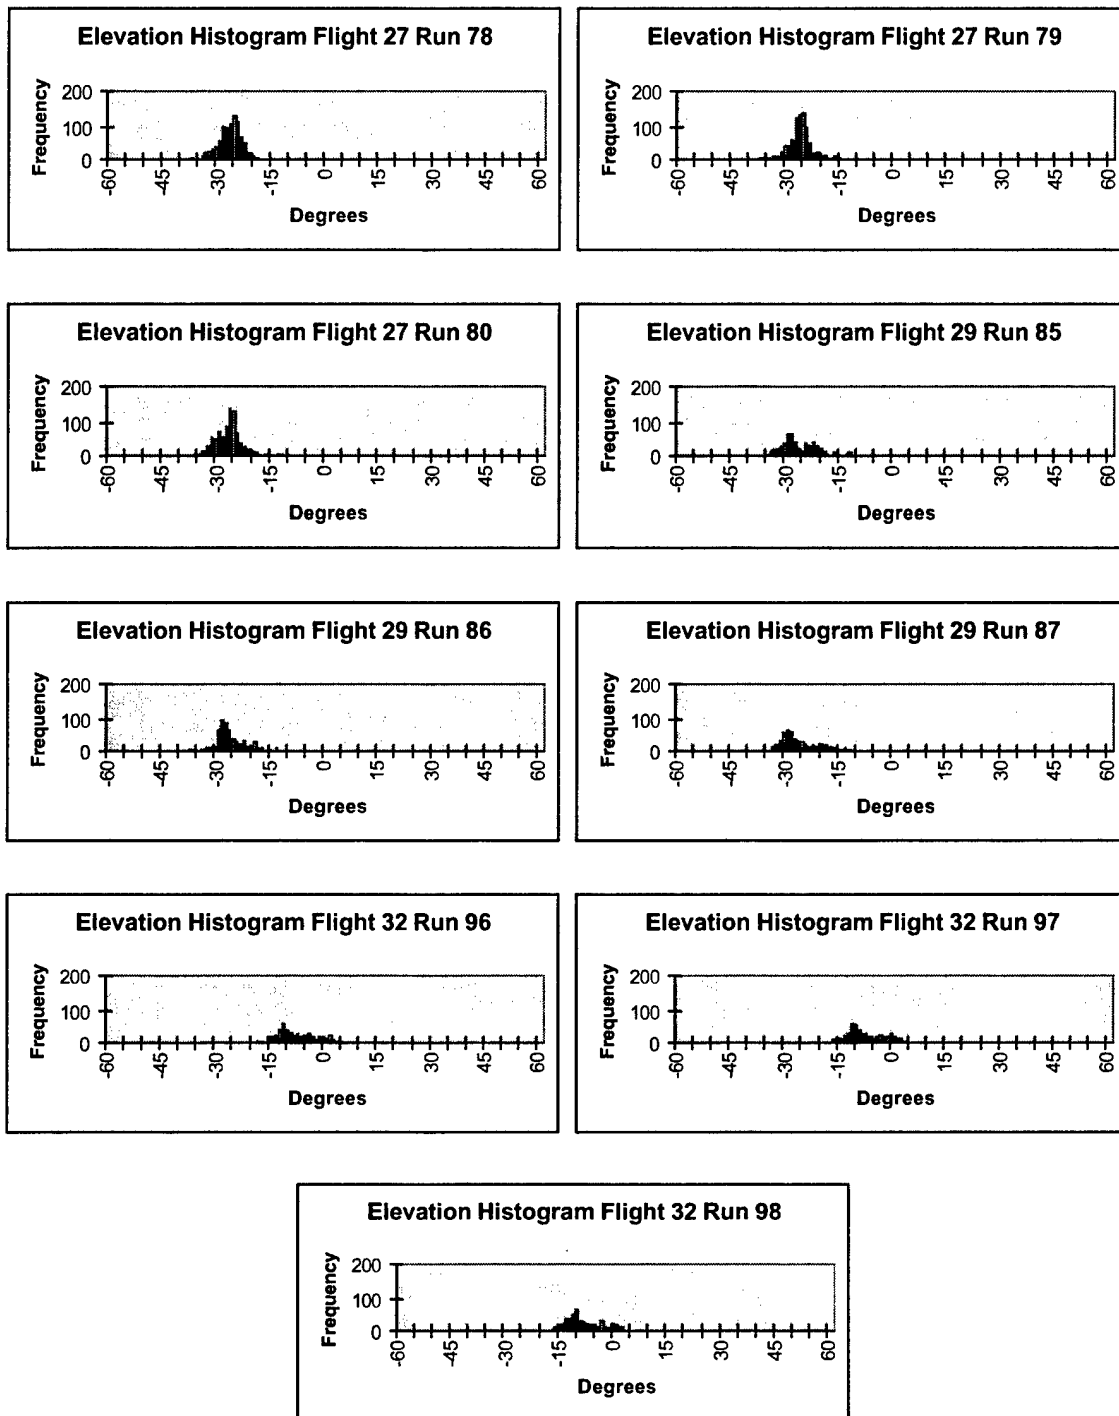 Elevation Histogram Flight 27 Run 78
Frequency
200
100
0
-60 -45 -30 -15 0 15 30 45 60
Degrees
Elevation Histogram Flight 27 Run 79
Frequency
200
100
0
-60 -45 -30 -15 0 15 30 45 60
Degrees
Elevation Histogram Flight 27 Run 80
Frequency
200
100
0
-60 -45 -30 -15 0 15 30 45 60
Degrees
Elevation Histogram Flight 29 Run 85
Frequency
200
100
0
-60 -45 -30 -15 0 15 30 45 60
Degrees
Elevation Histogram Flight 29 Run 86
Frequency
200
100
0
-60 -45 -30 -15 0 15 30 45 60
Degrees
Elevation Histogram Flight 29 Run 87
Frequency
200
100
0
-60 -45 -30 -15 0 15 30 45 60
Degrees
Elevation Histogram Flight 32 Run 96
Frequency
200
100
0
-60 -45 -30 -15 0 15 30 45 60
Degrees
Elevation Histogram Flight 32 Run 97
Frequency
200
100
0
-60 -45 -30 -15 0 15 30 45 60
Degrees
Elevation Histogram Flight 32 Run 98
Frequency
200
100
0
-60 -45 -30 -15 0 15 30 45 60
Degrees